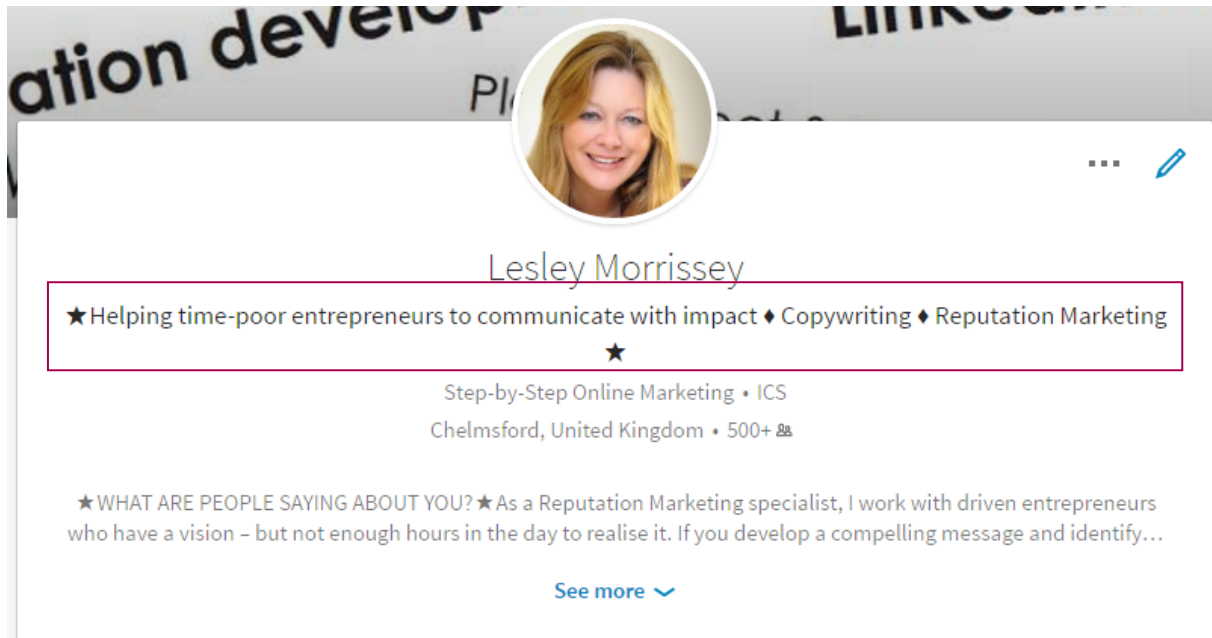 ation
Lesley Morrissey
★Helping time-poor entrepreneurs to communicate with impact ♦ Copywriting ♦ Reputation Marketing
★
Step-by-Step Online Marketing • ICS
Chelmsford, United Kingdom • 500+
★WHAT ARE PEOPLE SAYING ABOUT YOU?★As a Reputation Marketing specialist, I work with driven entrepreneurs
who have a vision – but not enough hours in the day to realise it. If you develop a compelling message and identify…
See more